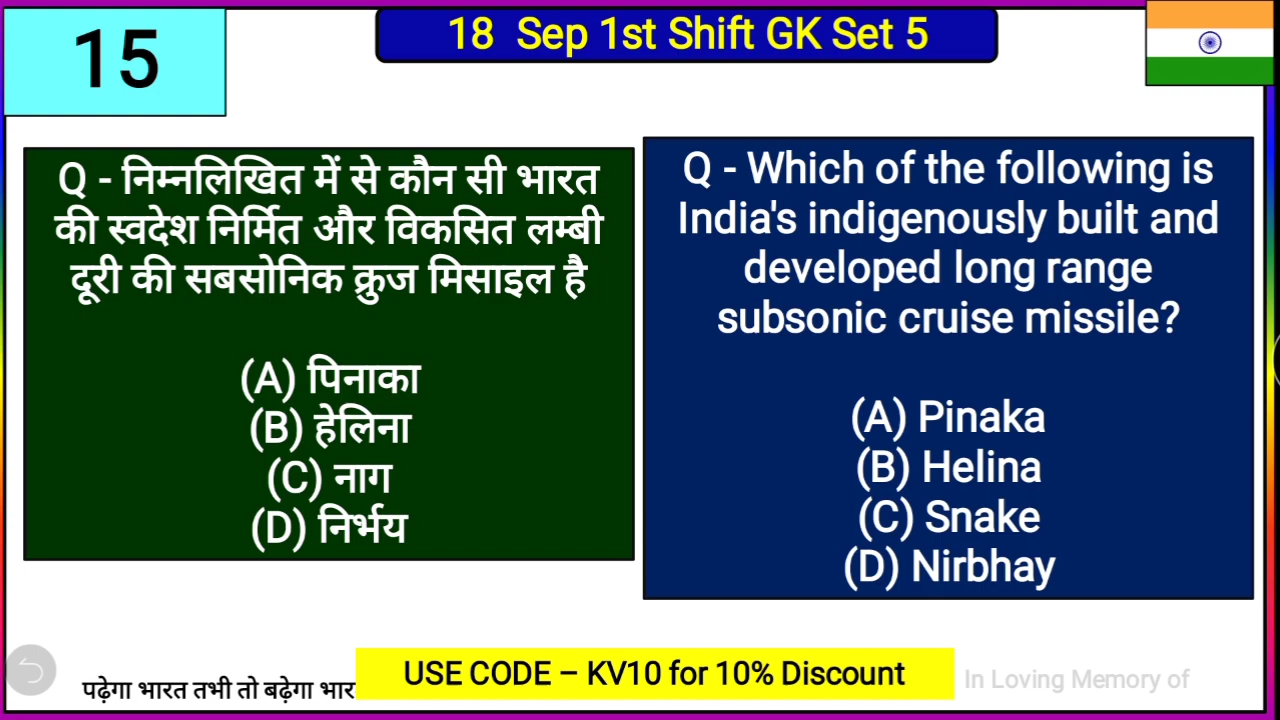 15
18 Sep 1st Shift GK Set 5
Q - निम्नलिखित में से कौन सी भारत
की स्वदेश निर्मित और विकसित लम्बी
दूरी की सबसोनिक क्रुज मिसाइल है
(A) पिनाका
(B) हेलिना
(C) नाग
(D) निर्भय
Q - Which of the following is
India's indigenously built and
developed long range
subsonic cruise missile?
(A) Pinaka
(B) Helina
(C) Snake
(D) Nirbhay
पढ़ेगा भारत तभी तो बढ़ेगा भार
USE CODE – KV10 for 10% Discount
In Loving Memory of